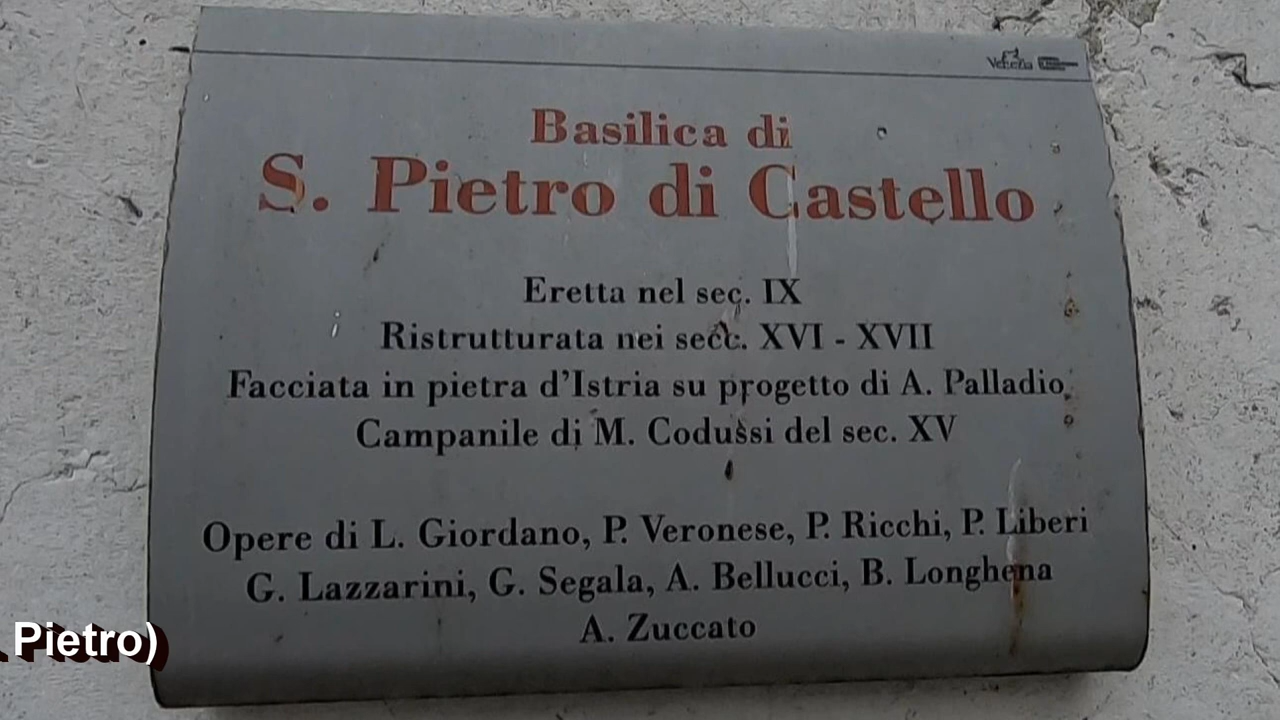 Venezia
Basilica di
S. Pietro di Castello
Eretta nel sec. IX
Ristrutturata nei secc. XVI - XVII
Facciata in pietra d'Istria su progetto di A. Palladio
Campanile di M. Codussi del sec. XV
Opere di L. Giordano, P. Veronese, P. Ricchi, P. Liberi
G. Lazzarini, G. Segala, A. Bellucci, B. Longhena
A. Zuccato
. Pietro)